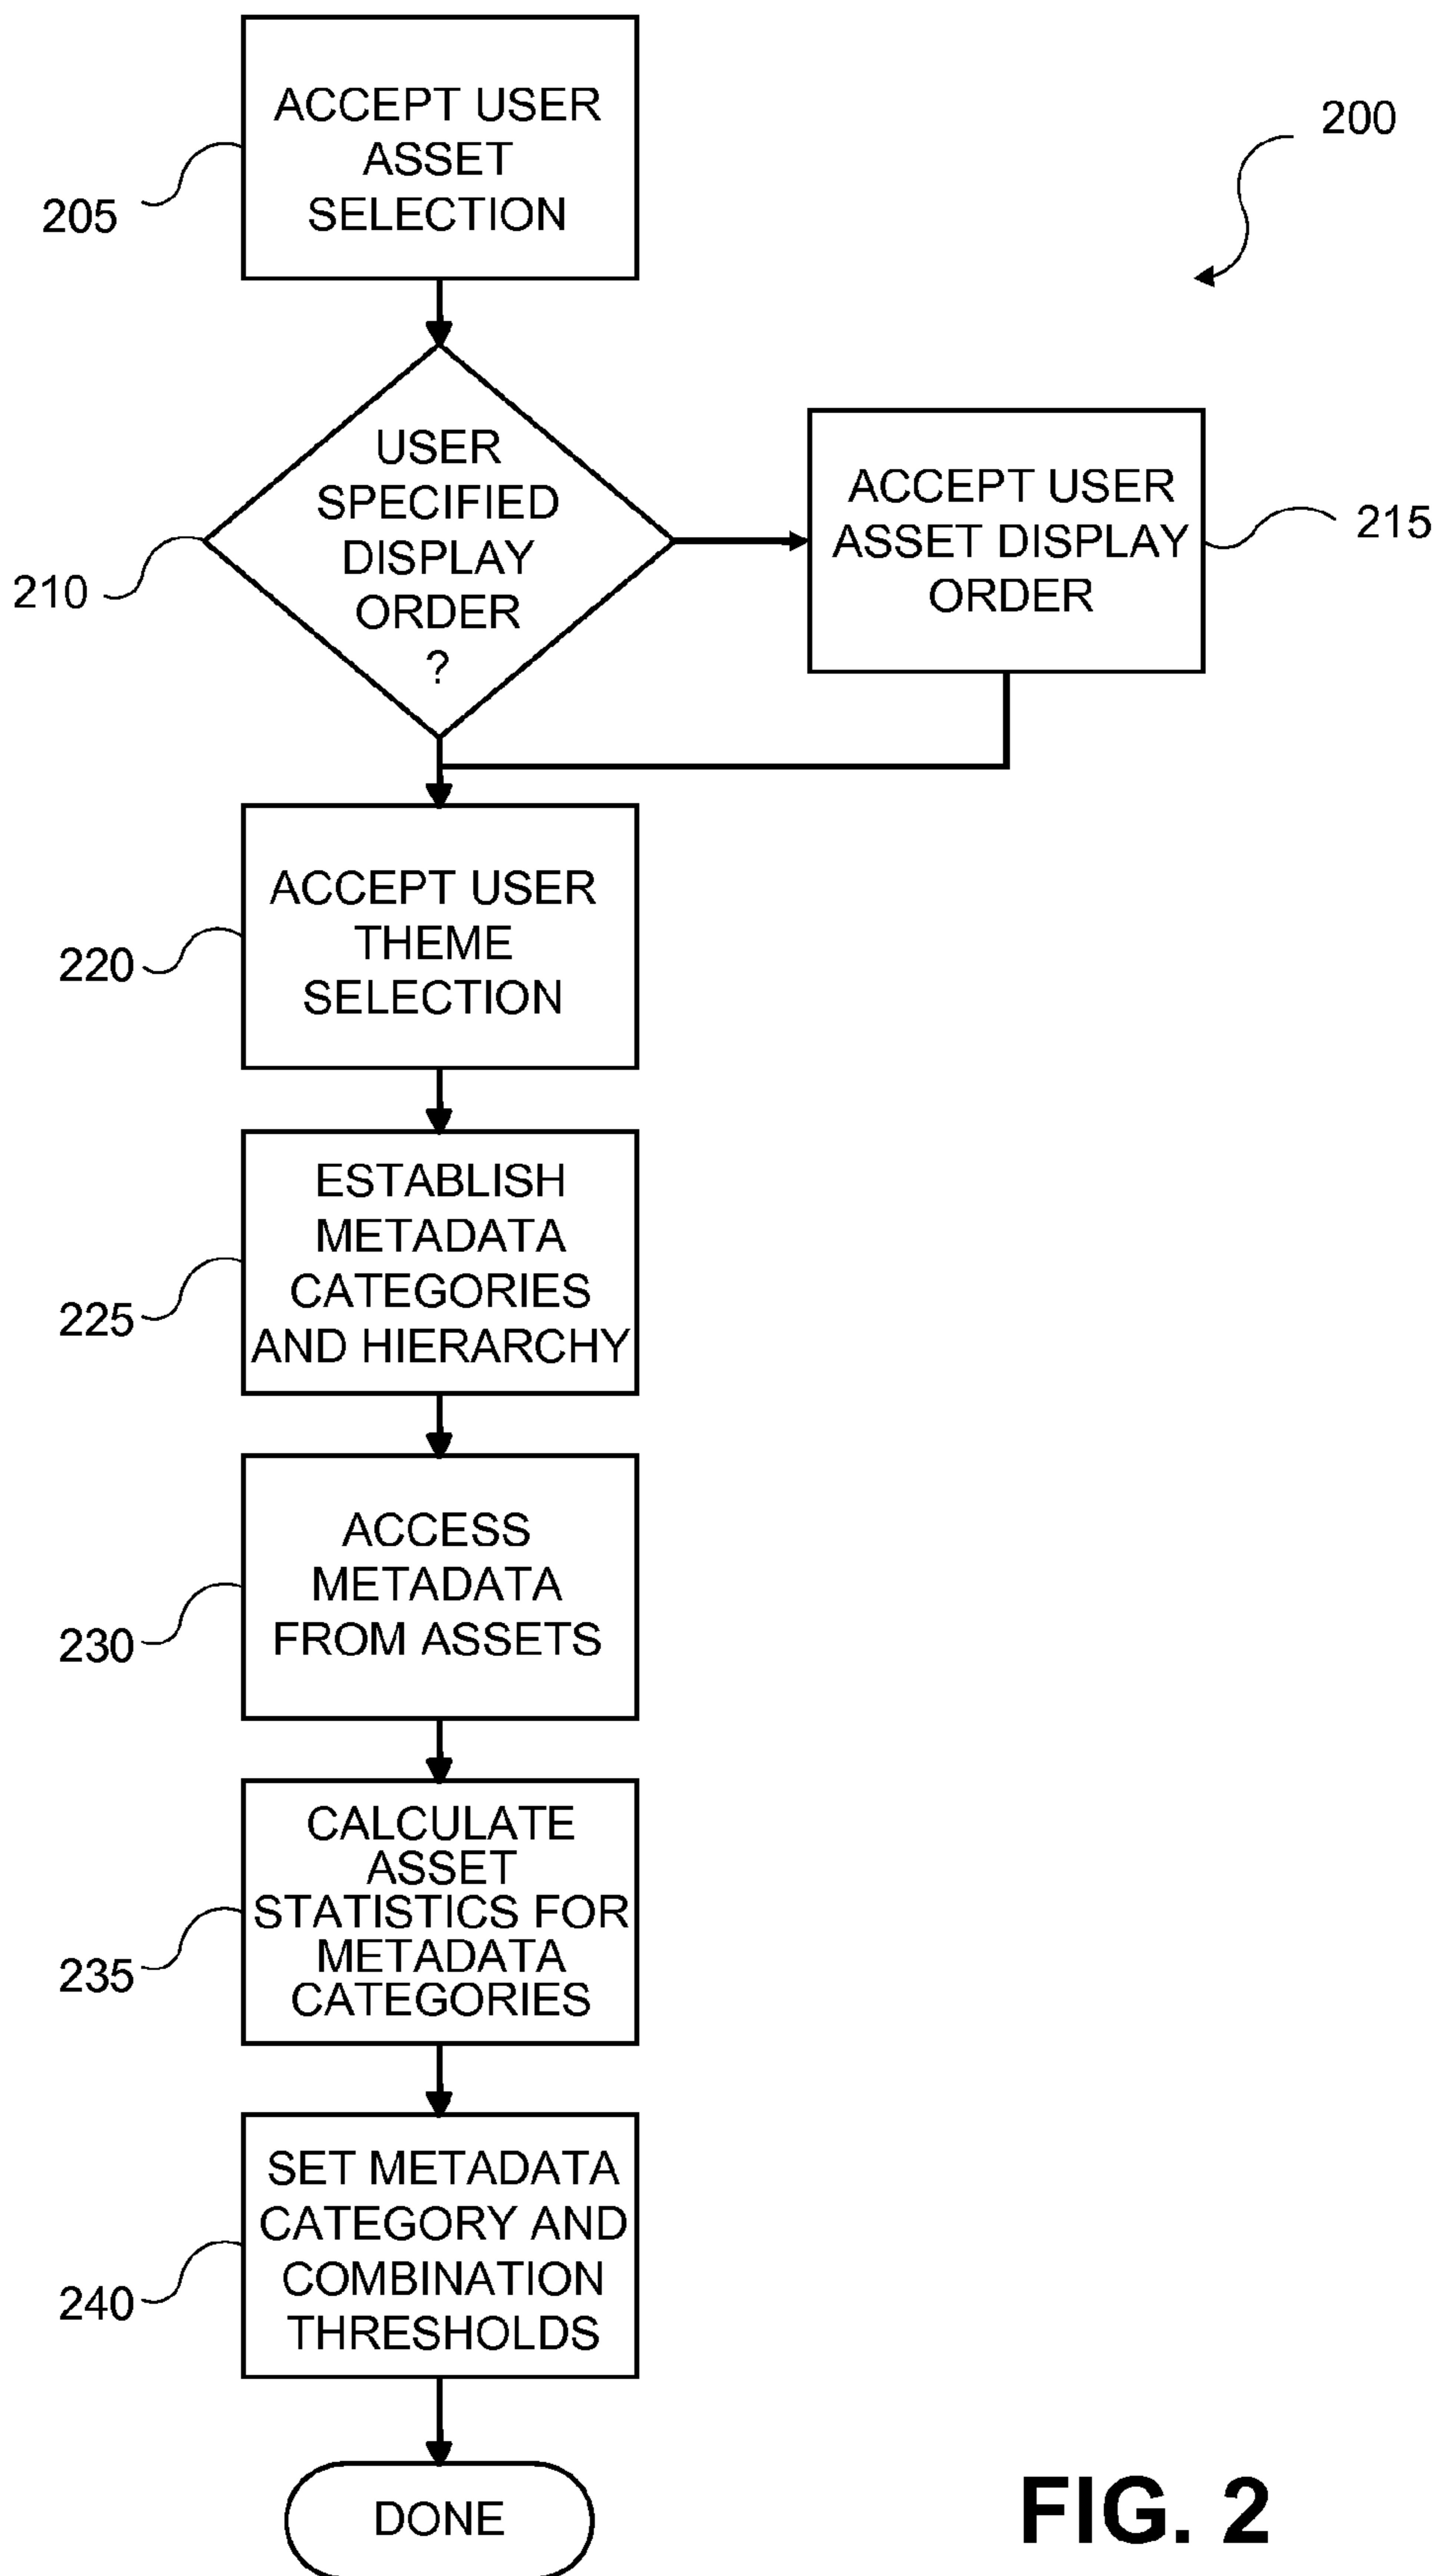 ACCEPT USER
ASSET
SELECTION
205
200
USER
SPECIFIED
DISPLAY
ORDER
?
210
ACCEPT USER
ASSET DISPLAY
ORDER
215
ACCEPT USER
THEME
SELECTION
220
ESTABLISH
METADATA
CATEGORIES
AND HIERARCHY
225
ACCESS
METADATA
FROM ASSETS
230
CALCULATE
ASSET
STATISTICS FOR
METADATA
CATEGORIES
235
SET METADATA
CATEGORY AND
COMBINATION
THRESHOLDS
240
DONE
FIG. 2